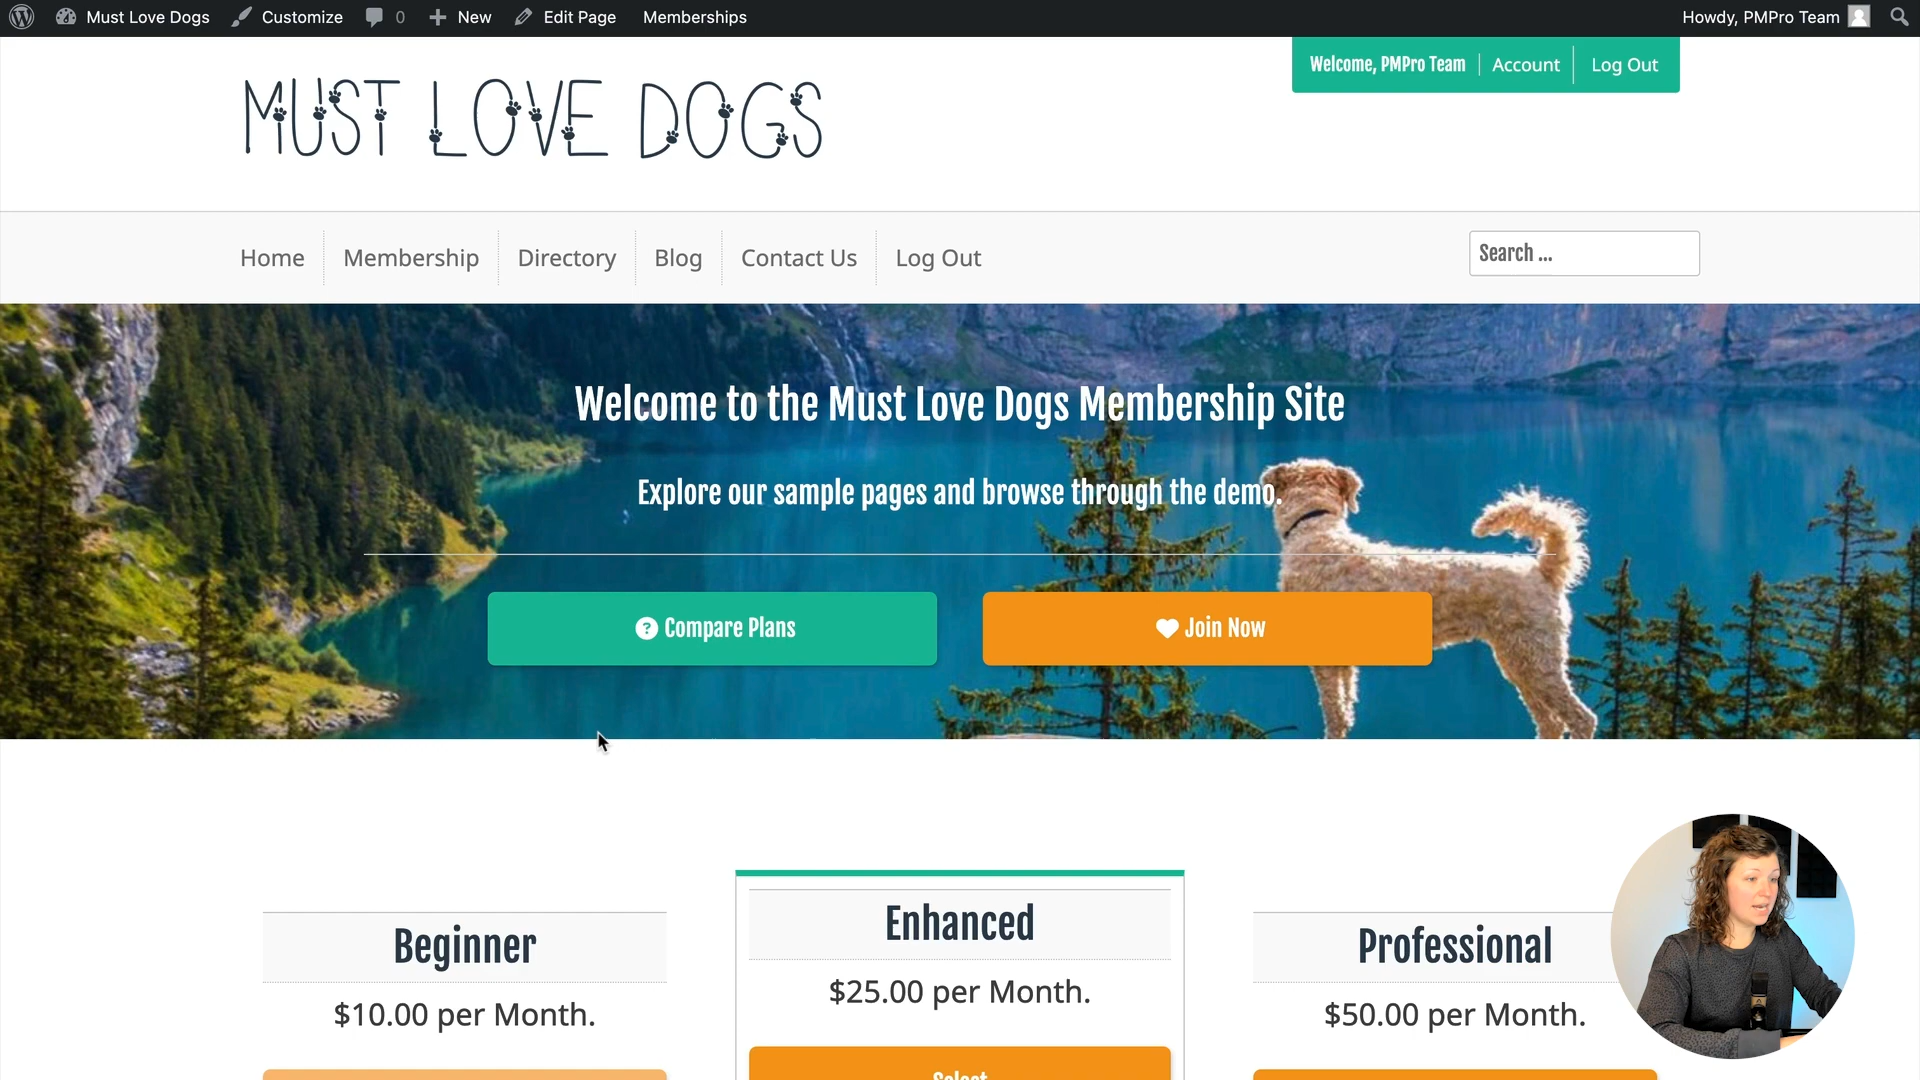 Must Love Dogs Customize 0 New Edit Page Memberships Howdy, PMPro Team
Welcome, PMPro Team Account Log Out
MUST LOVE DOGS
Home Membership Directory Blog Contact Us Log Out Search ...
Welcome to the Must Love Dogs Membership Site
Explore our sample pages and browse through the demo.
Compare Plans Join Now
Beginner
$10.00 per Month.
Enhanced
$25.00 per Month.
Select
Professional
$50.00 per Month.